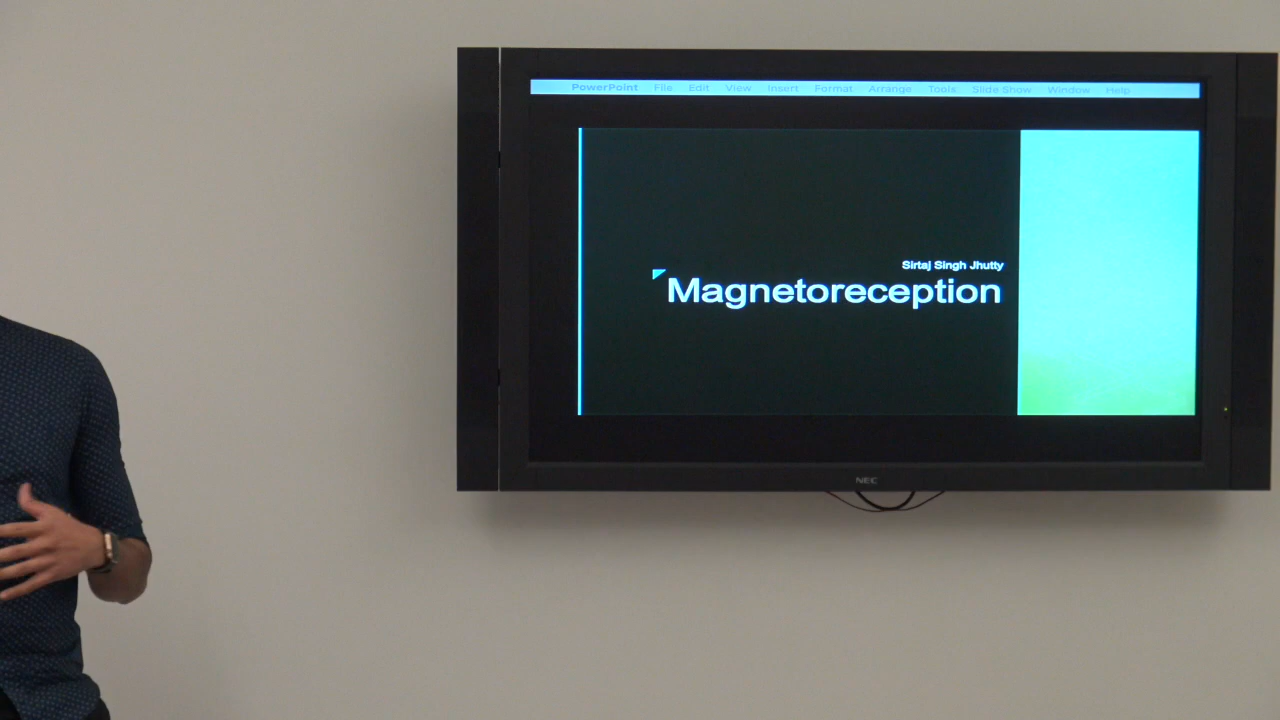 PowerPoint File Edit View Insert Format Arrange Tools Slide Show Window Help
Sirtaj Singh Jhutty
Magnetoreception
NEC